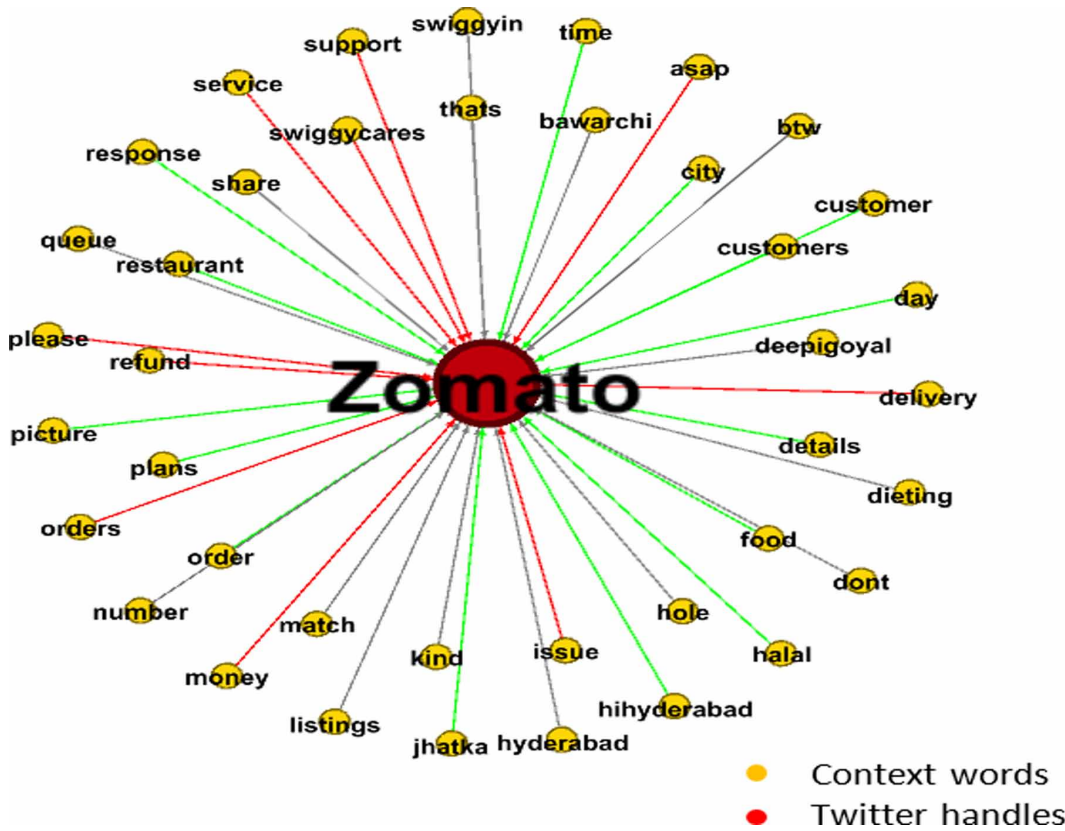 swiggyin
time
support
asap
service
thats
bawarchi
btw
swiggycares
response
city
share
customer
queue
customers
restaurant
day
please
deepigoyal
refund
Zomato
delivery
picture
details
plans
dieting
orders
food
order
dont
number
hole
match
issue
halal
kind
money
hihyderabad
listings
jhatka
hyderabad
Context words
Twitter handles